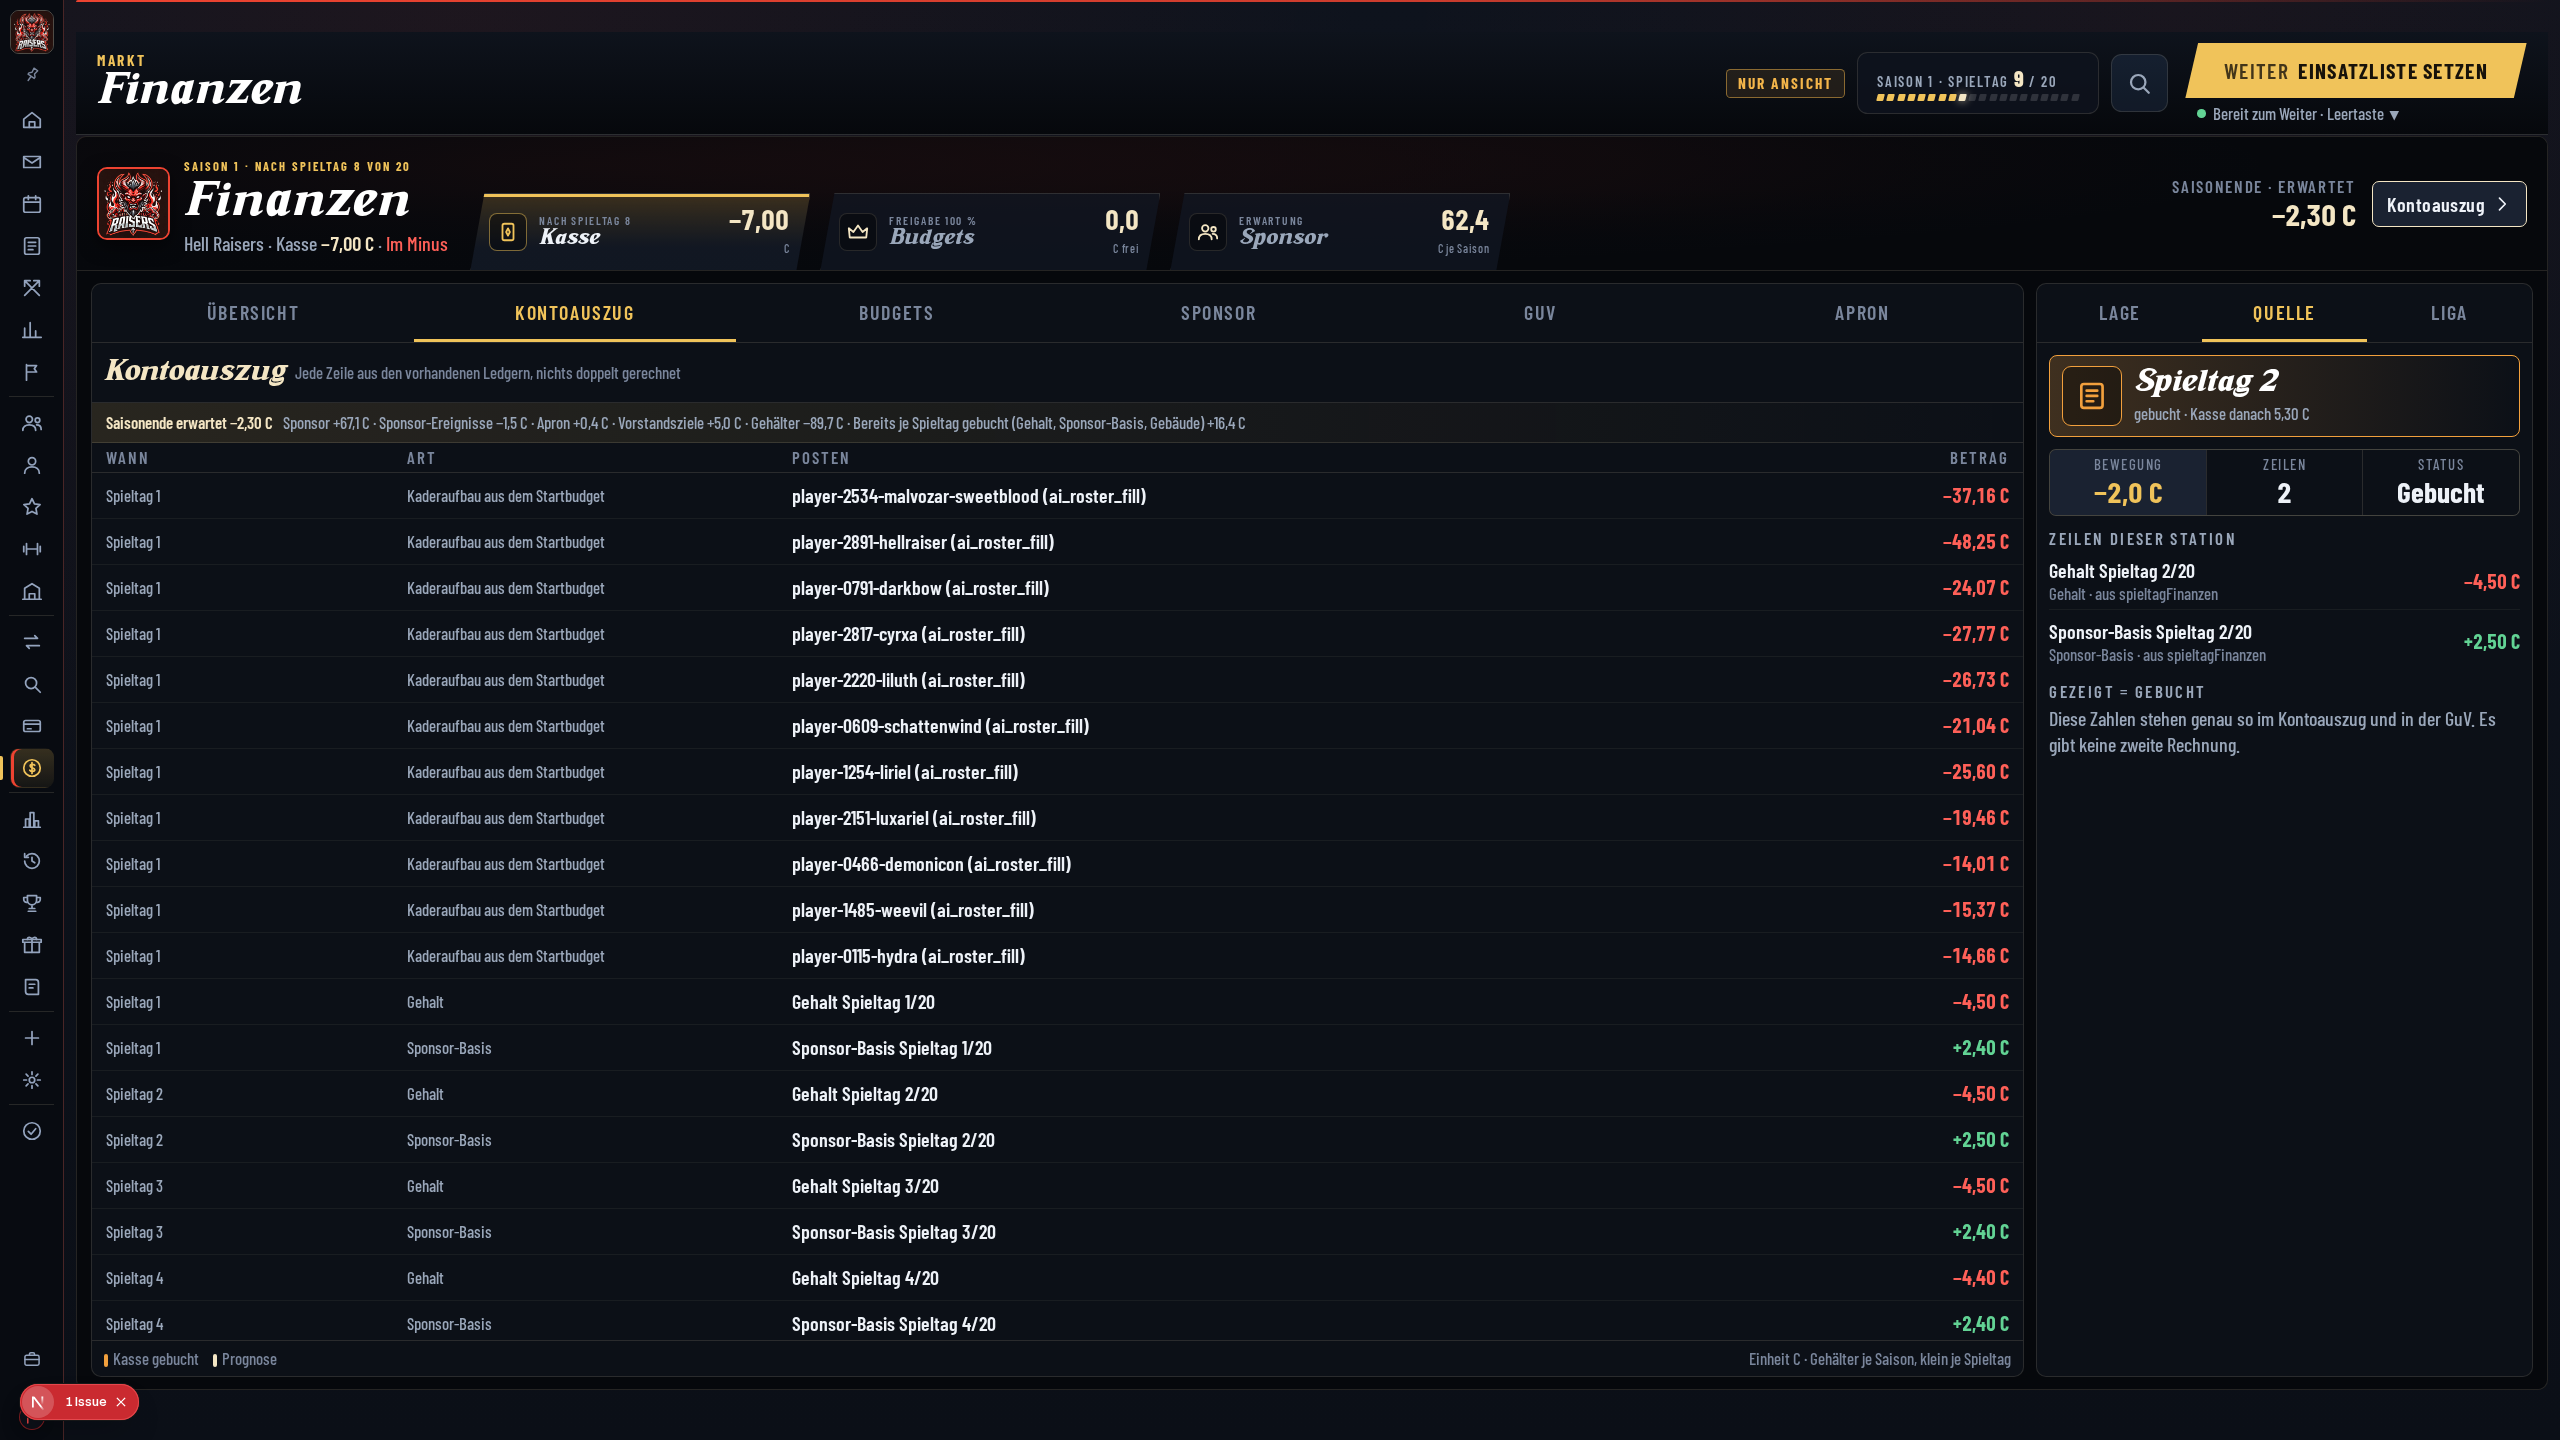 MARKT
Finanzen
NUR ANSICHT
SAISON 1 · SPIELTAG 9 / 20
WEITER EINSATZLISTE SETZEN
Bereit zum Weiter · Leertaste ▼
RAISERS
SAISON 1 · NACH SPIELTAG 8 VON 20
Finanzen
Hell Raisers · Kasse −7,00 C · Im Minus
NACH SPIELTAG 8
Kasse
−7,00
C
FREIGABE 100 %
Budgets
0,0
C frei
ERWARTUNG
Sponsor
62,4
C je Saison
SAISONENDE · ERWARTET
−2,30 C
Kontoauszug
ÜBERSICHT KONTOAUSZUG BUDGETS SPONSOR GUV APRON
Kontoauszug Jede Zeile aus den vorhandenen Ledgern, nichts doppelt gerechnet
Saisonende erwartet −2,30 C Sponsor +67,1 C · Sponsor-Ereignisse −1,5 C · Apron +0,4 C · Vorstandsziele +5,0 C · Gehälter −89,7 C · Bereits je Spieltag gebucht (Gehalt, Sponsor-Basis, Gebäude) +16,4 C
WANN ART POSTEN BETRAG
Spieltag 1 Kaderaufbau aus dem Startbudget player-2534-malvozar-sweetblood (ai_roster_fill) −37,16 C
Spieltag 1 Kaderaufbau aus dem Startbudget player-2891-hellraiser (ai_roster_fill) −48,25 C
Spieltag 1 Kaderaufbau aus dem Startbudget player-0791-darkbow (ai_roster_fill) −24,07 C
Spieltag 1 Kaderaufbau aus dem Startbudget player-2817-cyrxa (ai_roster_fill) −27,77 C
Spieltag 1 Kaderaufbau aus dem Startbudget player-2220-liluth (ai_roster_fill) −26,73 C
Spieltag 1 Kaderaufbau aus dem Startbudget player-0609-schattenwind (ai_roster_fill) −21,04 C
Spieltag 1 Kaderaufbau aus dem Startbudget player-1254-liriel (ai_roster_fill) −25,60 C
Spieltag 1 Kaderaufbau aus dem Startbudget player-2151-luxariel (ai_roster_fill) −19,46 C
Spieltag 1 Kaderaufbau aus dem Startbudget player-0466-demonicon (ai_roster_fill) −14,01 C
Spieltag 1 Kaderaufbau aus dem Startbudget player-1485-weevil (ai_roster_fill) −15,37 C
Spieltag 1 Kaderaufbau aus dem Startbudget player-0115-hydra (ai_roster_fill) −14,66 C
Spieltag 1 Gehalt Gehalt Spieltag 1/20 −4,50 C
Spieltag 1 Sponsor-Basis Sponsor-Basis Spieltag 1/20 +2,40 C
Spieltag 2 Gehalt Gehalt Spieltag 2/20 −4,50 C
Spieltag 2 Sponsor-Basis Sponsor-Basis Spieltag 2/20 +2,50 C
Spieltag 3 Gehalt Gehalt Spieltag 3/20 −4,50 C
Spieltag 3 Sponsor-Basis Sponsor-Basis Spieltag 3/20 +2,40 C
Spieltag 4 Gehalt Gehalt Spieltag 4/20 −4,40 C
Spieltag 4 Sponsor-Basis Sponsor-Basis Spieltag 4/20 +2,40 C
Kasse gebucht Prognose
Einheit C · Gehälter je Saison, klein je Spieltag
LAGE QUELLE LIGA
Spieltag 2
gebucht · Kasse danach 5,30 C
BEWEGUNG ZEILEN STATUS
−2,0 C 2 Gebucht
ZEILEN DIESER STATION
Gehalt Spieltag 2/20 −4,50 C
Gehalt · aus spieltagFinanzen
Sponsor-Basis Spieltag 2/20 +2,50 C
Sponsor-Basis · aus spieltagFinanzen
GEZEIGT = GEBUCHT
Diese Zahlen stehen genau so im Kontoauszug und in der GuV. Es
gibt keine zweite Rechnung.
1 Issue